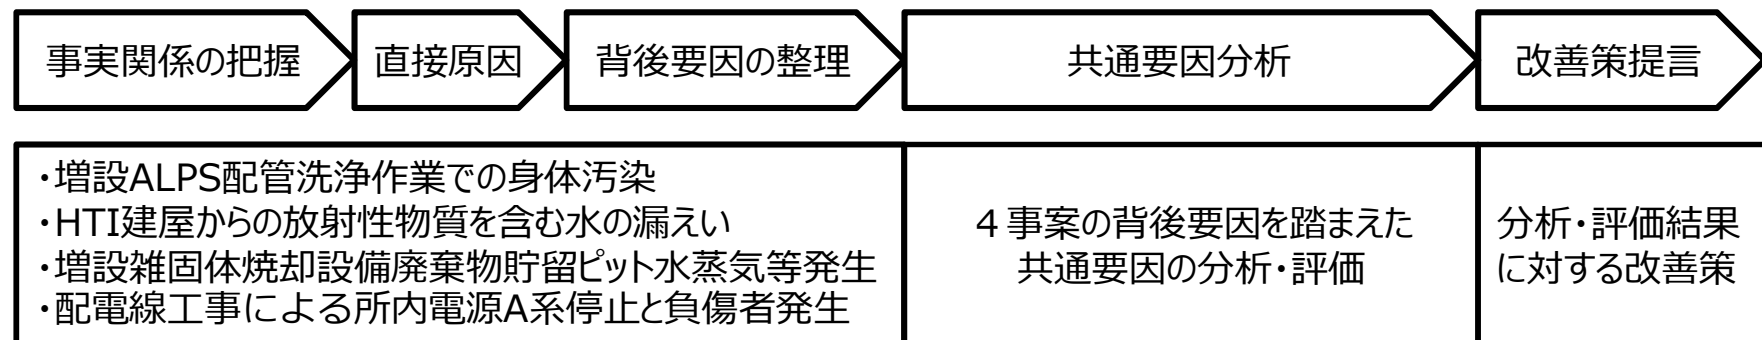 事実関係の把握
直接原因
背後要因の整理
共通要因分析
改善策提言
・増設ALPS配管洗浄作業での身体汚染
・HTI建屋からの放射性物質を含む水の漏えい
・増設雑固体焼却設備廃棄物貯留ピット水蒸気等発生
・配電線工事による所内電源A系停止と負傷者発生
４事案の背後要因を踏まえた
共通要因の分析・評価
分析・評価結果
に対する改善策